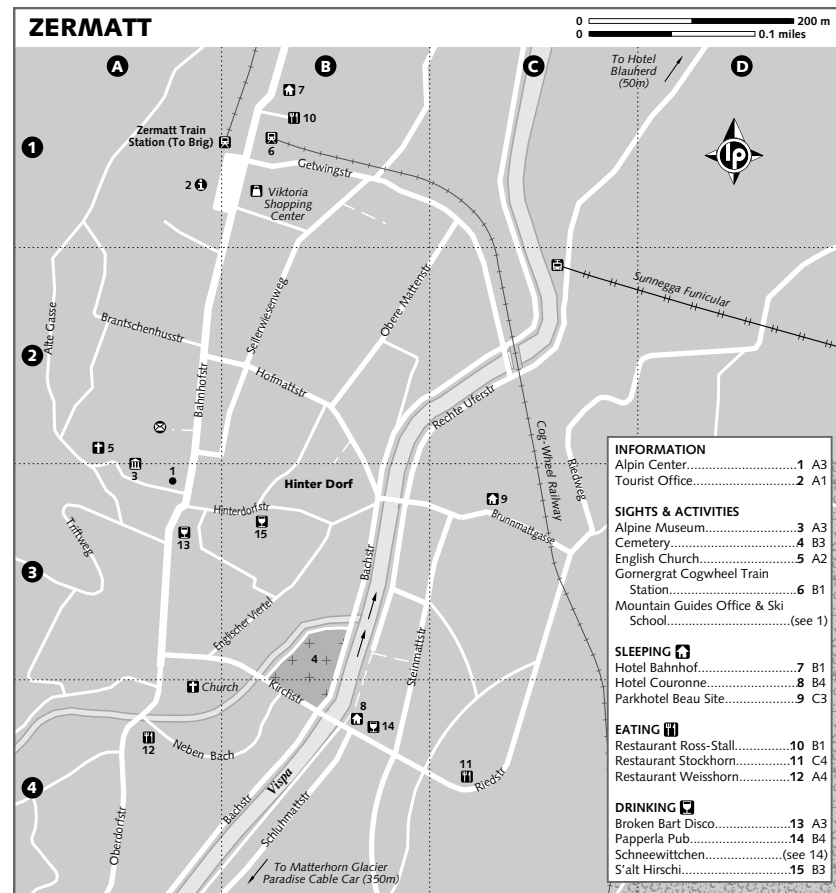 ZERMATT
0 200 m
0 0.1 miles
A B C D
To Hotel
Blauherd
(50m)
7
10
Zermatt Train
Station (To Brig)
6
1
Getwingstr
lp
2
Viktoria
Shopping
Center
Sunnegga Funicular
Alte Gasse
Brantschenhusstr
Seilerwiesenweg
Obere Mattenstr
2
Bahnhofstr
Hofmattstr
Rechte Uferstr
Cog-Wheel Railway
Riedweg
5
3
1
Hinter Dorf
9
Hinterdorfstr
Brunnmattgasse
13
15
Triftweg
3
Bachstr
Englischer Viertel
Steinmattstr
4
Church
Kirchstr
8
14
12
Neben Bach
11
Riedstr
4
Vispa
Bachstr
Schluhmattstr
Oberdorfstr
To Matterhorn Glacier
Paradise Cable Car (350m)
INFORMATION
Alpin Center..................................1 A3
Tourist Office................................2 A1
SIGHTS & ACTIVITIES
Alpine Museum............................3 A3
Cemetery......................................4 B3
English Church.............................5 A2
Gornergrat Cogwheel Train
Station....................................6 B1
Mountain Guides Office & Ski
School...............................(see 1)
SLEEPING
Hotel Bahnhof..............................7 B1
Hotel Couronne...........................8 B4
Parkhotel Beau Site......................9 C3
EATING
Restaurant Ross-Stall..................10 B1
Restaurant Stockhorn.................11 C4
Restaurant Weisshorn................12 A4
DRINKING
Broken Bart Disco......................13 A3
Papperla Pub.............................14 B4
Schneewittchen....................(see 14)
S'alt Hirschi................................15 B3